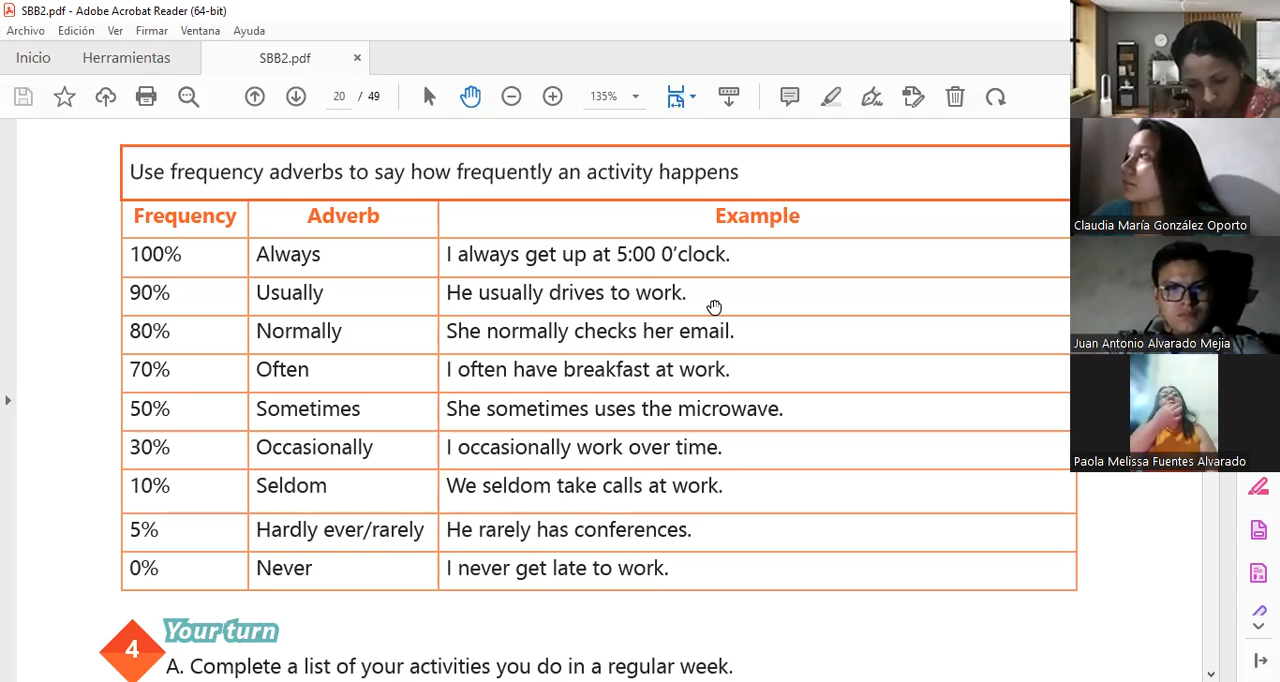 SBB2.pdf - Adobe Acrobat Reader (64-bit)
Archivo Edición Ver Firmar Ventana Ayuda
Inicio Herramientas SBB2.pdf ×
20 / 49 135%
Use frequency adverbs to say how frequently an activity happens
Frequency Adverb Example
100% Always I always get up at 5:00 0’clock.
90% Usually He usually drives to work.
80% Normally She normally checks her email.
70% Often I often have breakfast at work.
50% Sometimes She sometimes uses the microwave.
30% Occasionally I occasionally work over time.
10% Seldom We seldom take calls at work.
5% Hardly ever/rarely He rarely has conferences.
0% Never I never get late to work.
4 Your turn
A. Complete a list of your activities you do in a regular week.
Claudia María González Oporto
Juan Antonio Alvarado Mejia
Paola Melissa Fuentes Alvarado